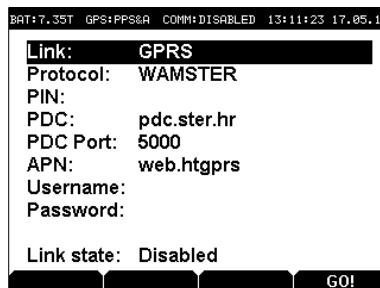 BAT:7.35T GPS:PPS&A COMM:DISABLED 13:11:23 17.05.1
Link: GPRS
Protocol: WAMSTER
PIN:
PDC: pdc.ster.hr
PDC Port: 5000
APN: web.htgprs
Username:
Password:
Link state: Disabled
GO!